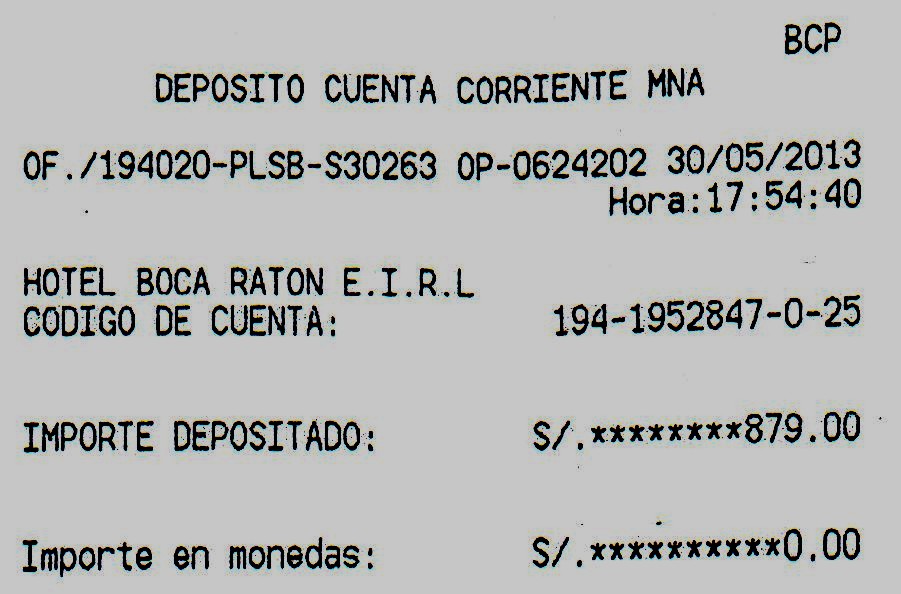 BCP
DEPOSITO CUENTA CORRIENTE MNA
OF./194020-PLSB-S30263 OP-0624202 30/05/2013
Hora:17:54:40
HOTEL BOCA RATON E.I.R.L
CODIGO DE CUENTA: 194-1952847-0-25
IMPORTE DEPOSITADO: S/.********879.00
Importe en monedas: S/.**********0.00